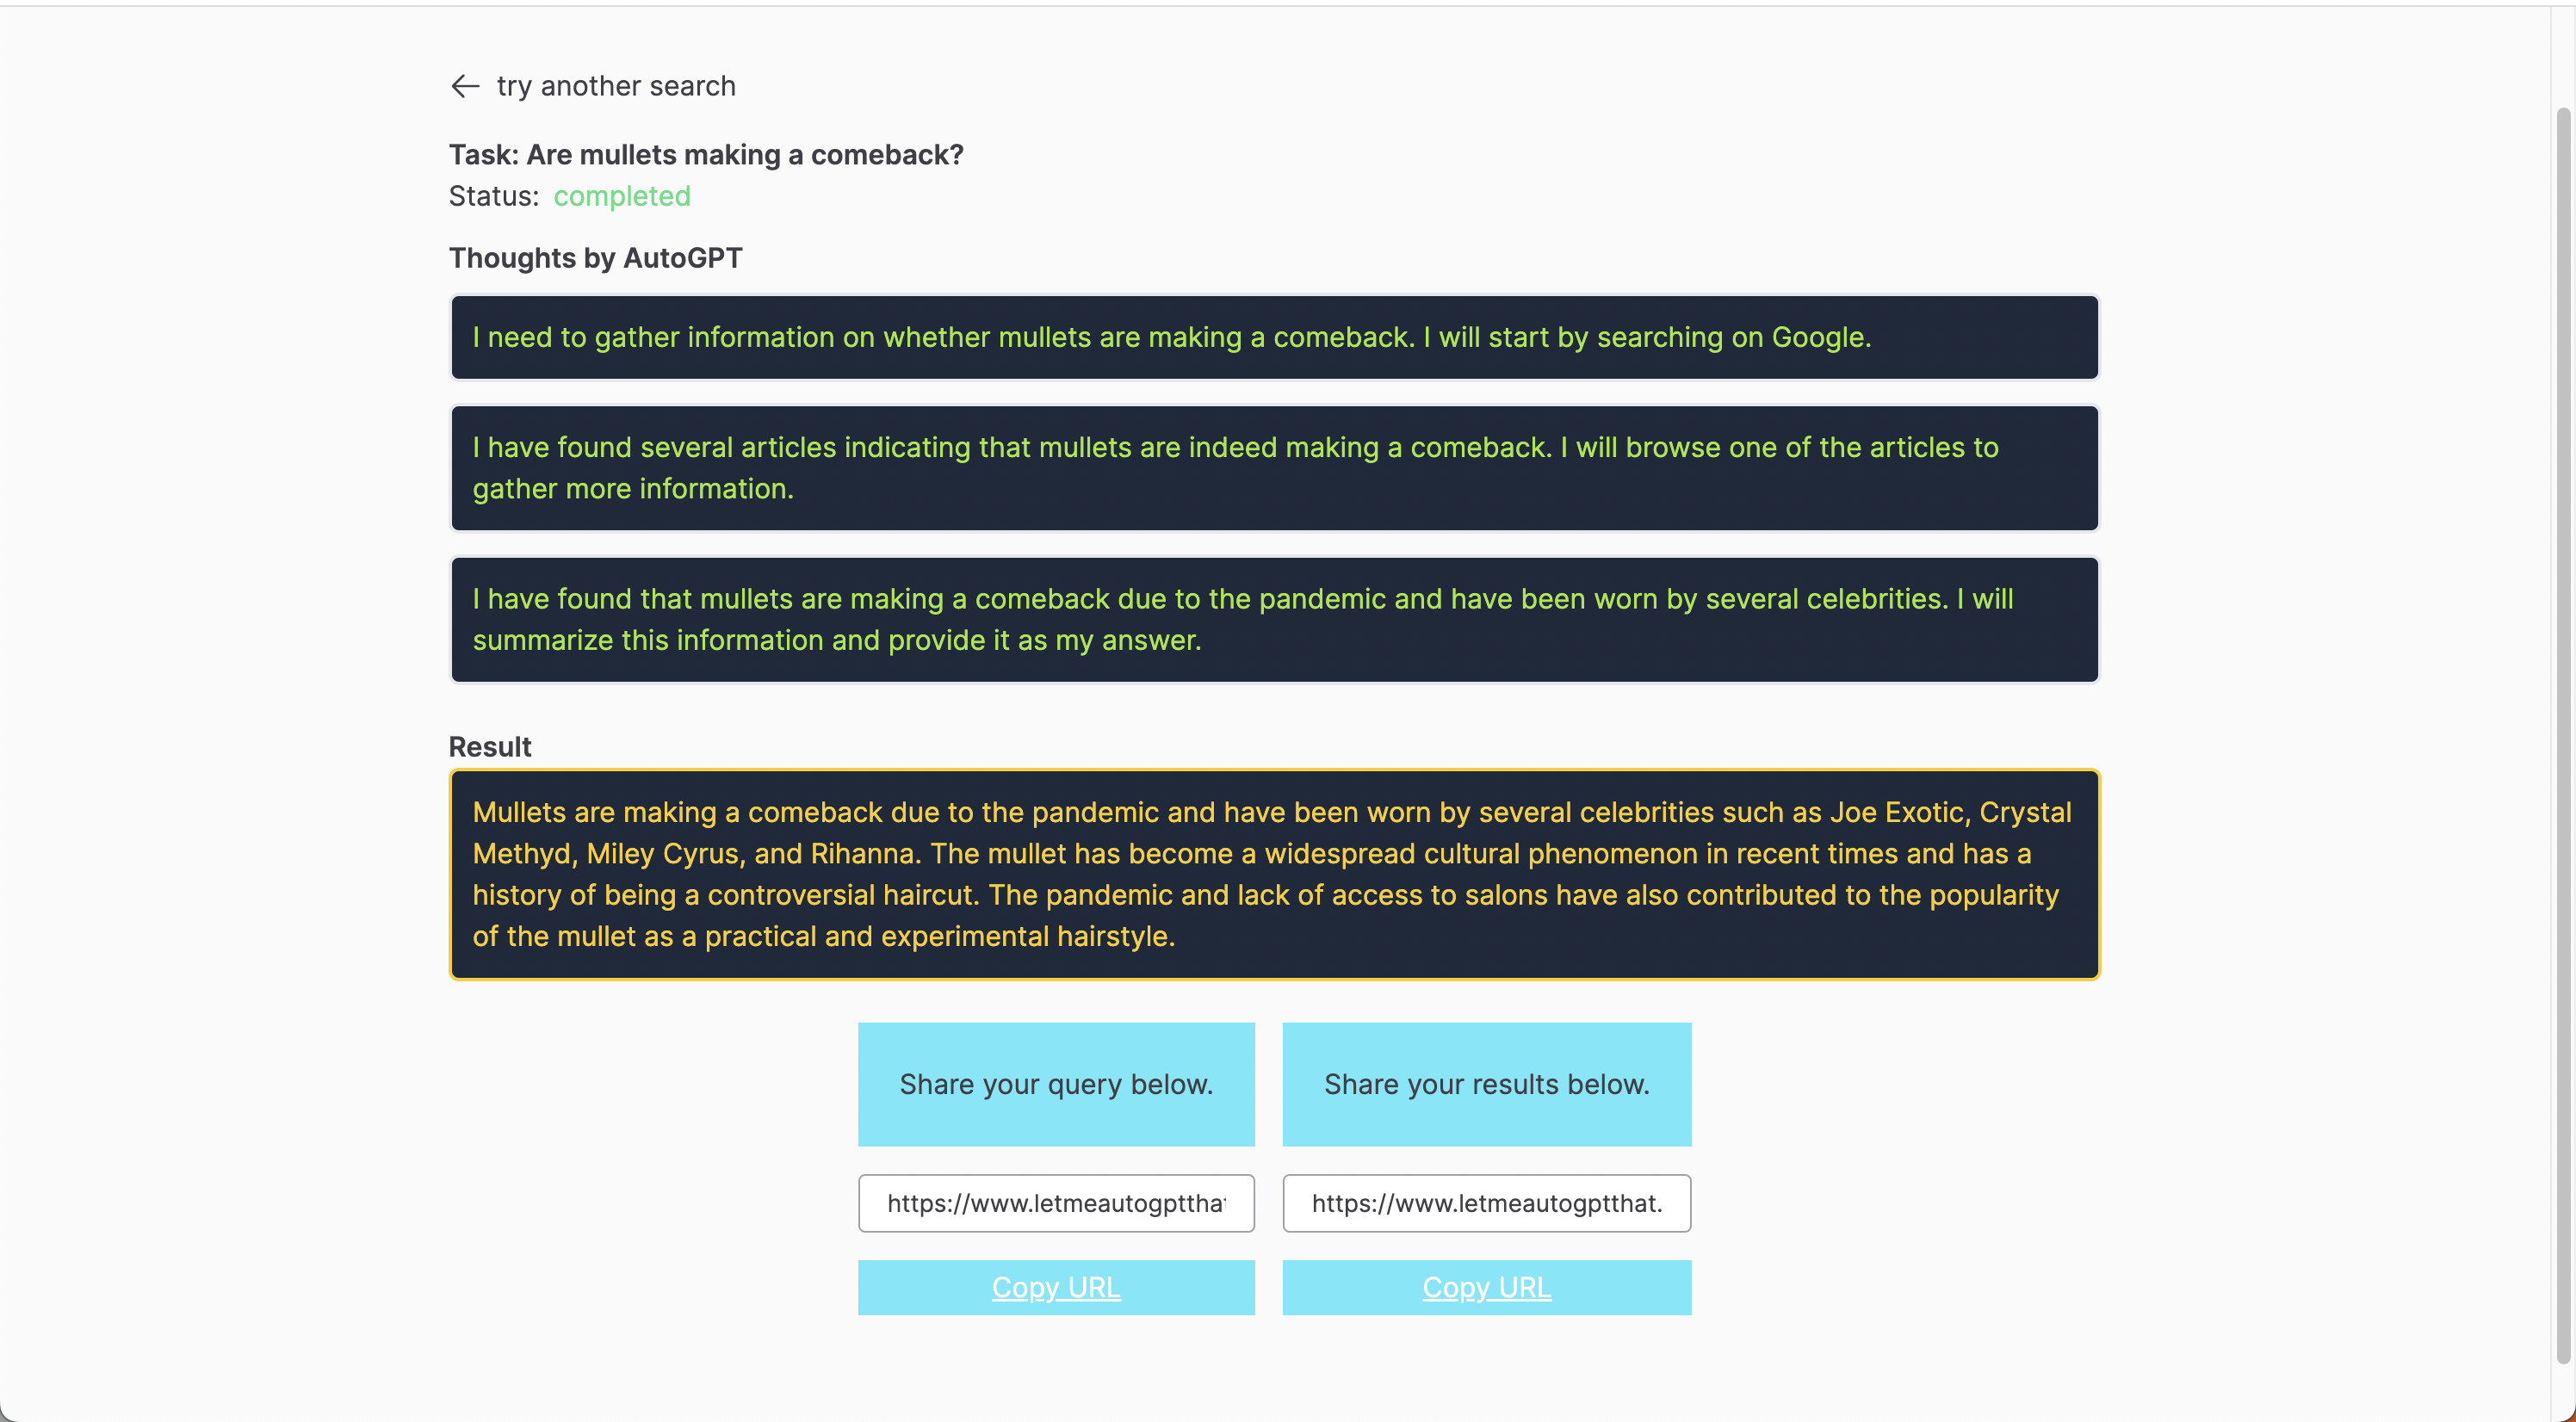 ← try another search
Task: Are mullets making a comeback?
Status: completed
Thoughts by AutoGPT
I need to gather information on whether mullets are making a comeback. I will start by searching on Google.
I have found several articles indicating that mullets are indeed making a comeback. I will browse one of the articles to
gather more information.
I have found that mullets are making a comeback due to the pandemic and have been worn by several celebrities. I will
summarize this information and provide it as my answer.
Result
Mullets are making a comeback due to the pandemic and have been worn by several celebrities such as Joe Exotic, Crystal
Methyd, Miley Cyrus, and Rihanna. The mullet has become a widespread cultural phenomenon in recent times and has a
history of being a controversial haircut. The pandemic and lack of access to salons have also contributed to the popularity
of the mullet as a practical and experimental hairstyle.
Share your query below.
Share your results below.
https://www.letmeautogptthat
https://www.letmeautogptthat.
Copy URL
Copy URL